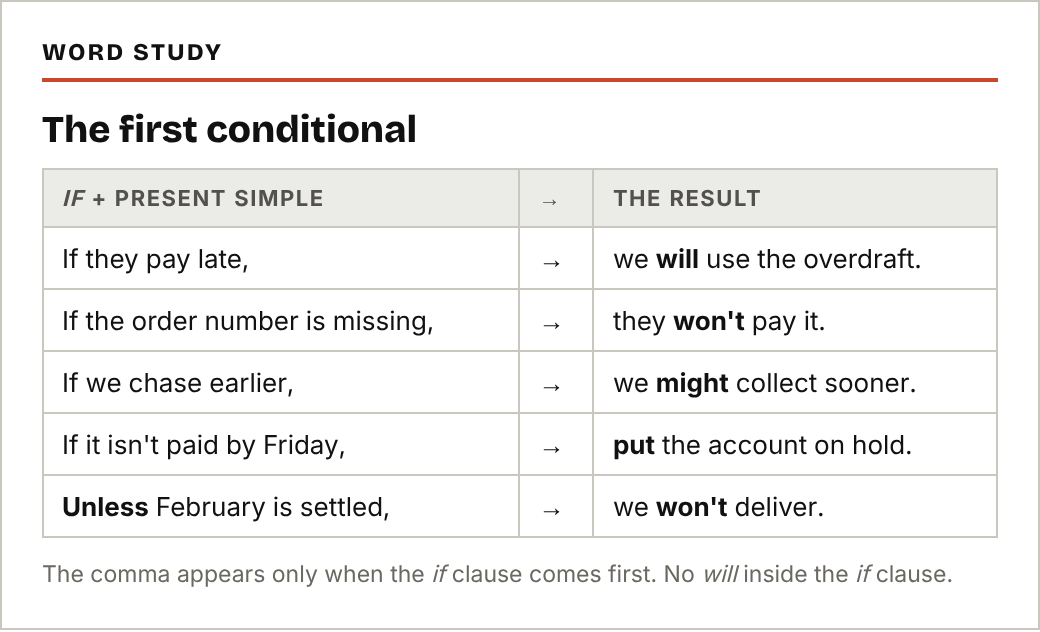 WORD STUDY
The first conditional
IF + PRESENT SIMPLE → THE RESULT
If they pay late, → we will use the overdraft.
If the order number is missing, → they won't pay it.
If we chase earlier, → we might collect sooner.
If it isn't paid by Friday, → put the account on hold.
Unless February is settled, → we won't deliver.
The comma appears only when the if clause comes first. No will inside the if clause.